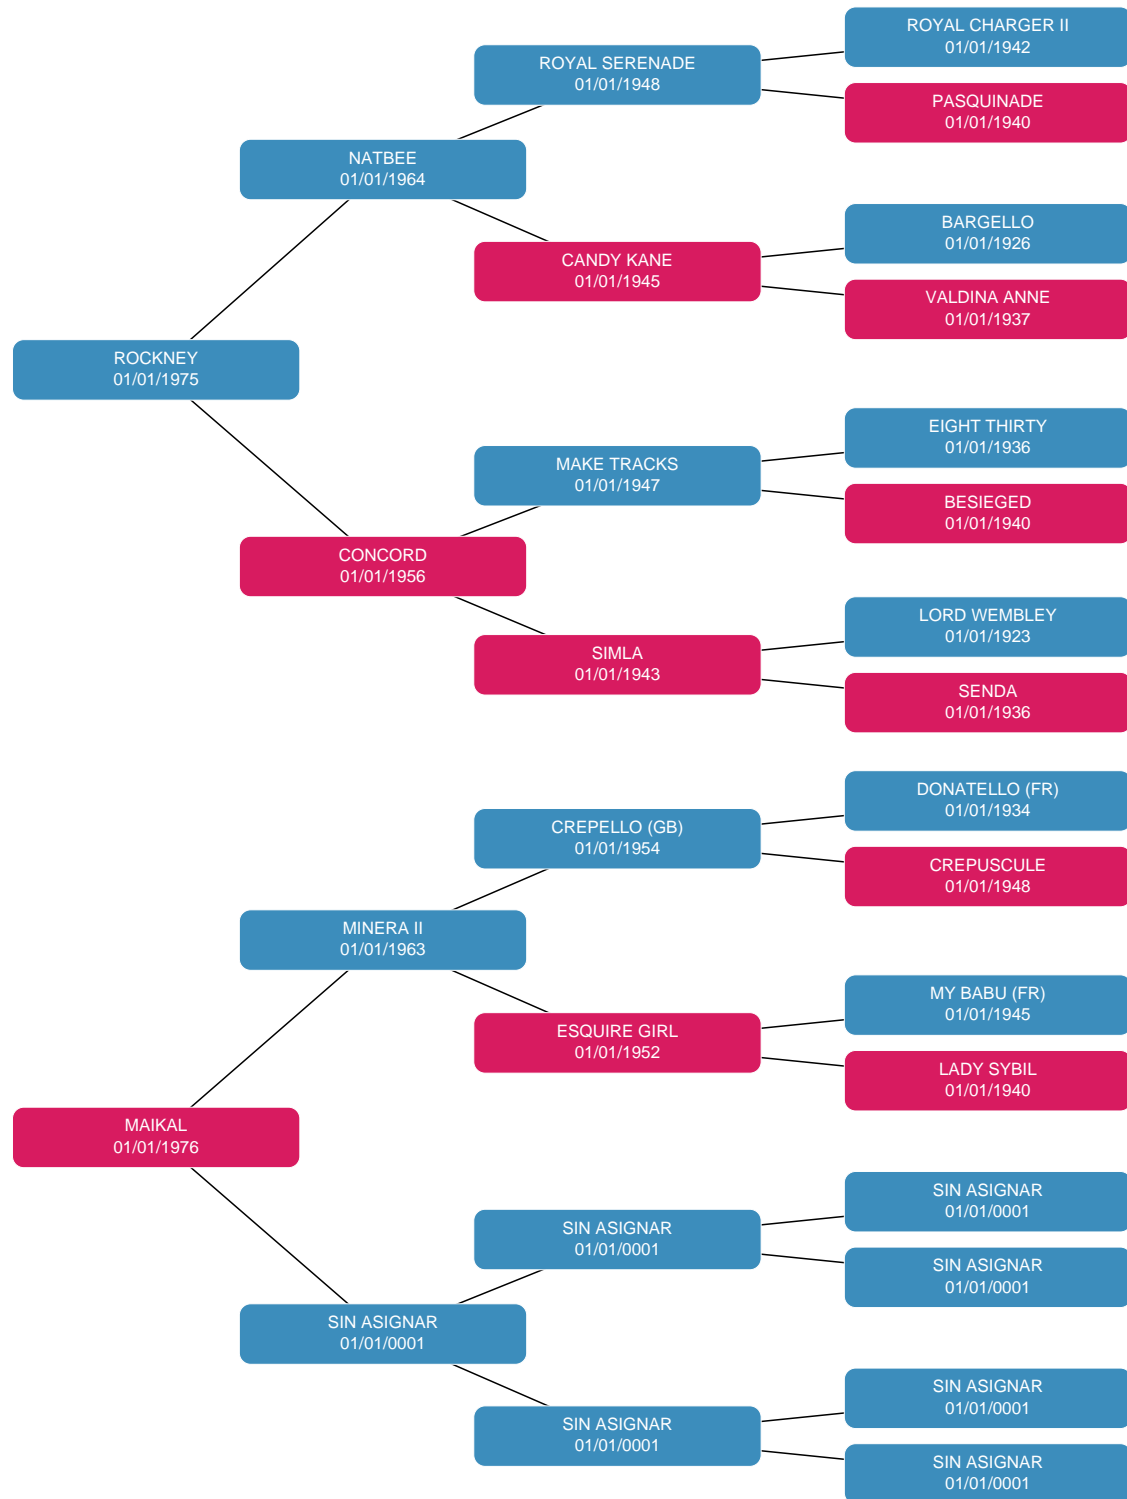 ROYAL CHARGER II
01/01/1942
ROYAL SERENADE
01/01/1948
PASQUINADE
01/01/1940
NATBEE
01/01/1964
BARGELLO
01/01/1926
CANDY KANE
01/01/1945
VALDINA ANNE
01/01/1937
ROCKNEY
01/01/1975
EIGHT THIRTY
01/01/1936
MAKE TRACKS
01/01/1947
BESIEGED
01/01/1940
CONCORD
01/01/1956
LORD WEMBLEY
01/01/1923
SIMLA
01/01/1943
SENDA
01/01/1936
DONATELLO (FR)
01/01/1934
CREPELLO (GB)
01/01/1954
CREPUSCULE
01/01/1948
MINERA II
01/01/1963
MY BABU (FR)
01/01/1945
ESQUIRE GIRL
01/01/1952
LADY SYBIL
01/01/1940
MAIKAL
01/01/1976
SIN ASIGNAR
01/01/0001
SIN ASIGNAR
01/01/0001
SIN ASIGNAR
01/01/0001
SIN ASIGNAR
01/01/0001
SIN ASIGNAR
01/01/0001
SIN ASIGNAR
01/01/0001
SIN ASIGNAR
01/01/0001